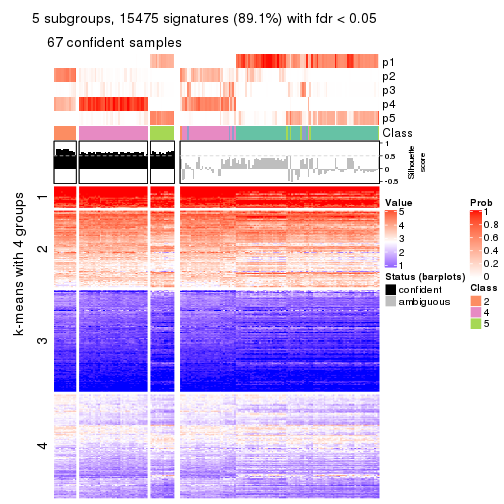 5 subgroups, 15475 signatures (89.1%) with fdr < 0.05
67 confident samples
p1
p2
p3
p4
p5
Class
1
0.5
0
-0.5
Silhouette
score
k-means with 4 groups
1
2
3
4
Value
5
4
3
2
1
Status (barplots)
confident
ambiguous
Prob
1
0.8
0.6
0.4
0.2
0
Class
2
4
5